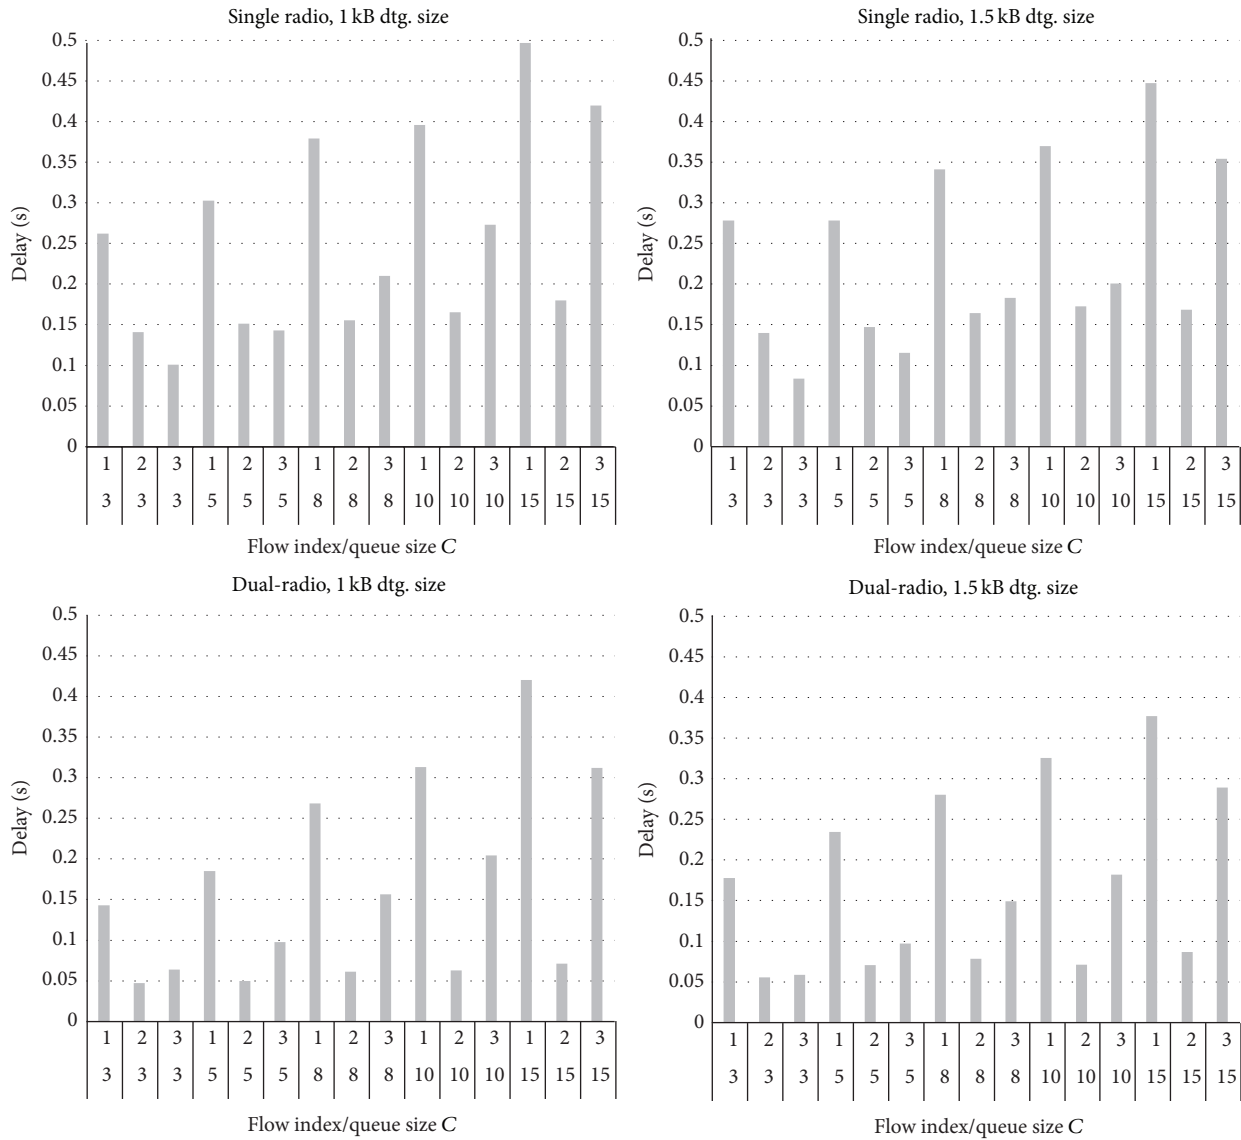 Single radio, 1 kB dtg. size
0.5
0.45
0.4
0.35
0.3
0.25
0.2
0.15
0.1
0.05
0
Delay (s)
1 2 3 1 2 3 1 2 3 1 2 3 1 2 3
3 3 3 5 5 5 8 8 8 10 10 10 15 15 15
Flow index/queue size C
Single radio, 1.5 kB dtg. size
0.5
0.45
0.4
0.35
0.3
0.25
0.2
0.15
0.1
0.05
0
Delay (s)
1 2 3 1 2 3 1 2 3 1 2 3 1 2 3
3 3 3 5 5 5 8 8 8 10 10 10 15 15 15
Flow index/queue size C
Dual-radio, 1 kB dtg. size
0.5
0.45
0.4
0.35
0.3
0.25
0.2
0.15
0.1
0.05
0
Delay (s)
1 2 3 1 2 3 1 2 3 1 2 3 1 2 3
3 3 3 5 5 5 8 8 8 10 10 10 15 15 15
Flow index/queue size C
Dual-radio, 1.5 kB dtg. size
0.5
0.45
0.4
0.35
0.3
0.25
0.2
0.15
0.1
0.05
0
Delay (s)
1 2 3 1 2 3 1 2 3 1 2 3 1 2 3
3 3 3 5 5 5 8 8 8 10 10 10 15 15 15
Flow index/queue size C